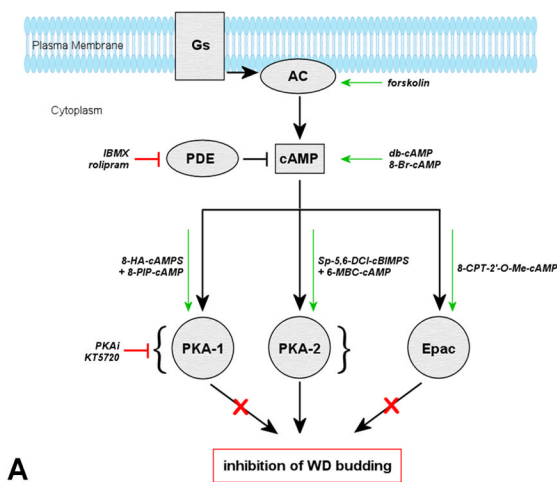 Gs
Plasma Membrane
AC
forskolin
Cytoplasm
IBMX
rolipram
PDE
cAMP
db-cAMP
8-Br-cAMP
8-HA-cAMPS
+ 8-PIP-cAMP
Sp-5,6-DCl-cBIMPS
+ 6-MBC-cAMP
8-CPT-2'-O-Me-cAMP
PKAi
KT5720
{
PKA-1
PKA-2
}
Epac
inhibition of WD budding
A